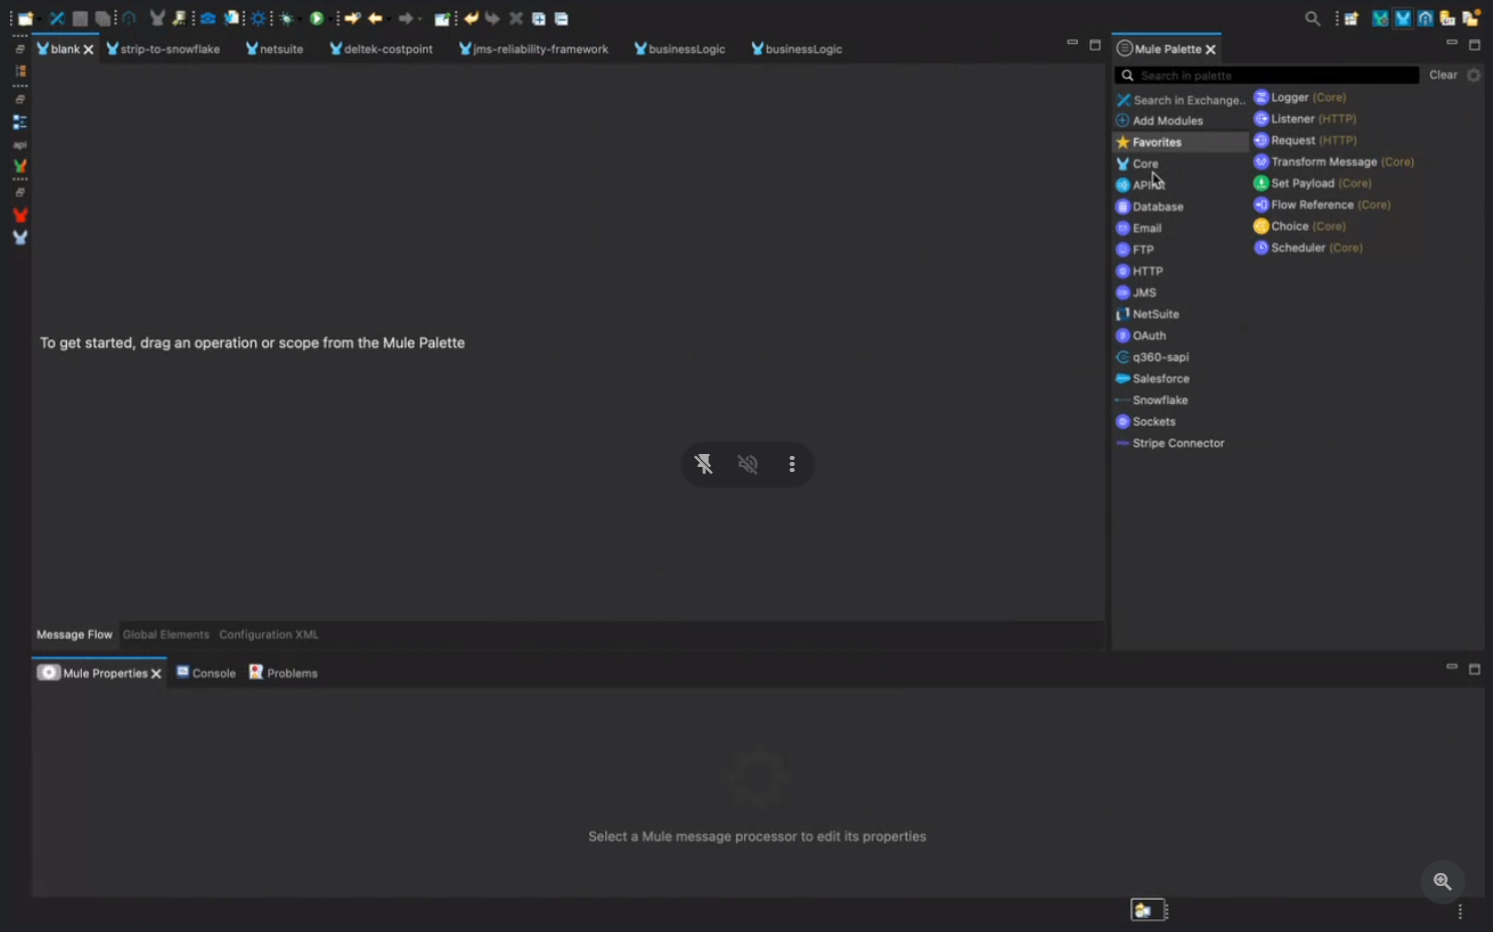 blank
strip-to-snowflake
netsuite
deltek-costpoint
jms-reliability-framework
businessLogic
businessLogic
Mule Palette
Search in palette
Clear
api
Search in Exchange..
Add Modules
Favorites
Core
Database
Email
FTP
HTTP
JMS
NetSuite
OAuth
q360-sapi
Salesforce
Snowflake
Sockets
Stripe Connector
Logger (Core)
Listener (HTTP)
Request (HTTP)
Transform Message (Core)
Set Payload (Core)
Flow Reference (Core)
Choice (Core)
Scheduler (Core)
To get started, drag an operation or scope from the Mule Palette
Message Flow Global Elements Configuration XML
Mule Properties
Console
Problems
Select a Mule message processor to edit its properties